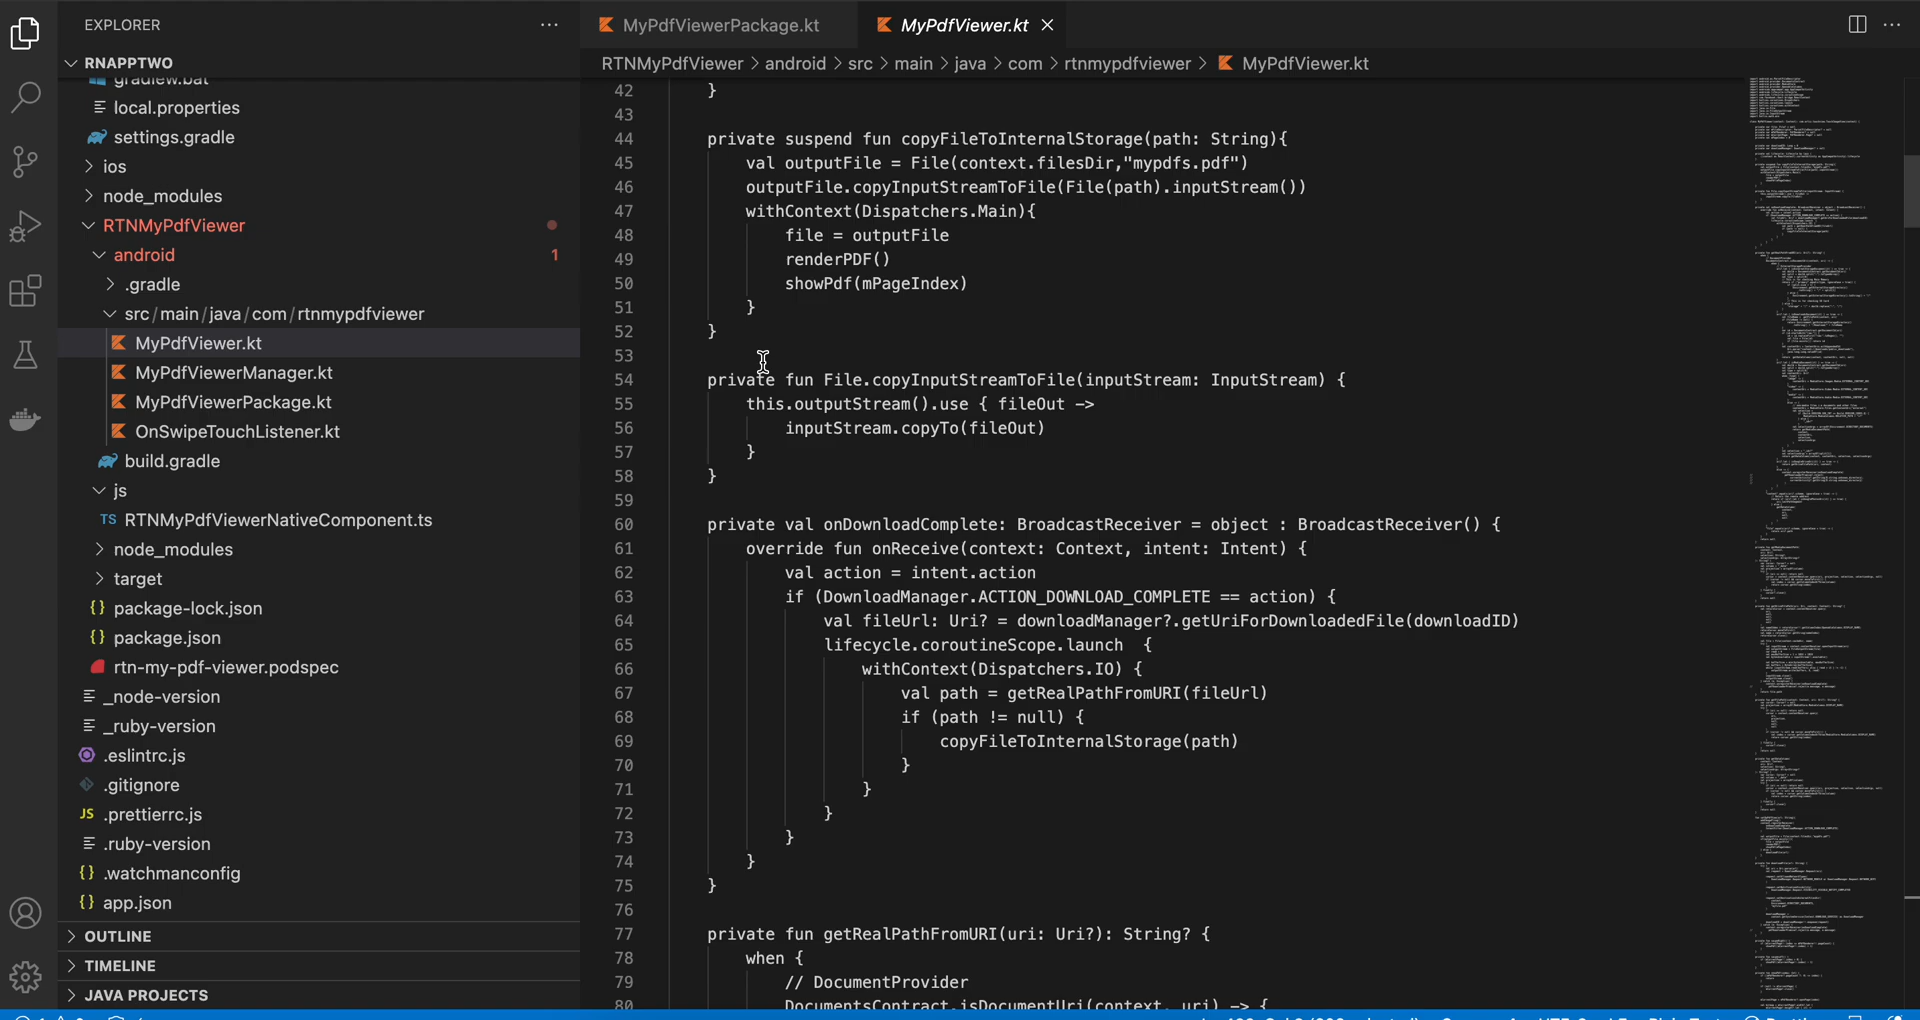 EXPLORER
RNAPPTWO
gradlew.bat
local.properties
settings.gradle
ios
node_modules
RTNMyPdfViewer
android 1
.gradle
src/main/java/com/rtnmypdfviewer
MyPdfViewer.kt
MyPdfViewerManager.kt
MyPdfViewerPackage.kt
OnSwipeTouchListener.kt
build.gradle
js
TS RTNMyPdfViewerNativeComponent.ts
node_modules
target
{} package-lock.json
{} package.json
rtn-my-pdf-viewer.podspec
_node-version
_ruby-version
.eslintrc.js
.gitignore
JS .prettierrc.js
.ruby-version
{} .watchmanconfig
{} app.json
OUTLINE
TIMELINE
JAVA PROJECTS
MyPdfViewerPackage.kt
MyPdfViewer.kt
RTNMyPdfViewer > android > src > main > java > com > rtnmypdfviewer > MyPdfViewer.kt
42 }
43
44 private suspend fun copyFileToInternalStorage(path: String){
45 val outputFile = File(context.filesDir,"mypdfs.pdf")
46 outputFile.copyInputStreamToFile(File(path).inputStream())
47 withContext(Dispatchers.Main){
48 file = outputFile
49 renderPDF()
50 showPdf(mPageIndex)
51 }
52 }
53
54 private fun File.copyInputStreamToFile(inputStream: InputStream) {
55 this.outputStream().use { fileOut ->
56 inputStream.copyTo(fileOut)
57 }
58 }
59
60 private val onDownloadComplete: BroadcastReceiver = object : BroadcastReceiver() {
61 override fun onReceive(context: Context, intent: Intent) {
62 val action = intent.action
63 if (DownloadManager.ACTION_DOWNLOAD_COMPLETE == action) {
64 val fileUrl: Uri? = downloadManager?.getUriForDownloadedFile(downloadID)
65 lifecycle.coroutineScope.launch {
66 withContext(Dispatchers.IO) {
67 val path = getRealPathFromURI(fileUrl)
68 if (path != null) {
69 copyFileToInternalStorage(path)
70 }
71 }
72 }
73 }
74 }
75 }
76
77 private fun getRealPathFromURI(uri: Uri?): String? {
78 when {
79 // DocumentProvider
80 DocumentsContract.isDocumentUri(context, uri) -> {